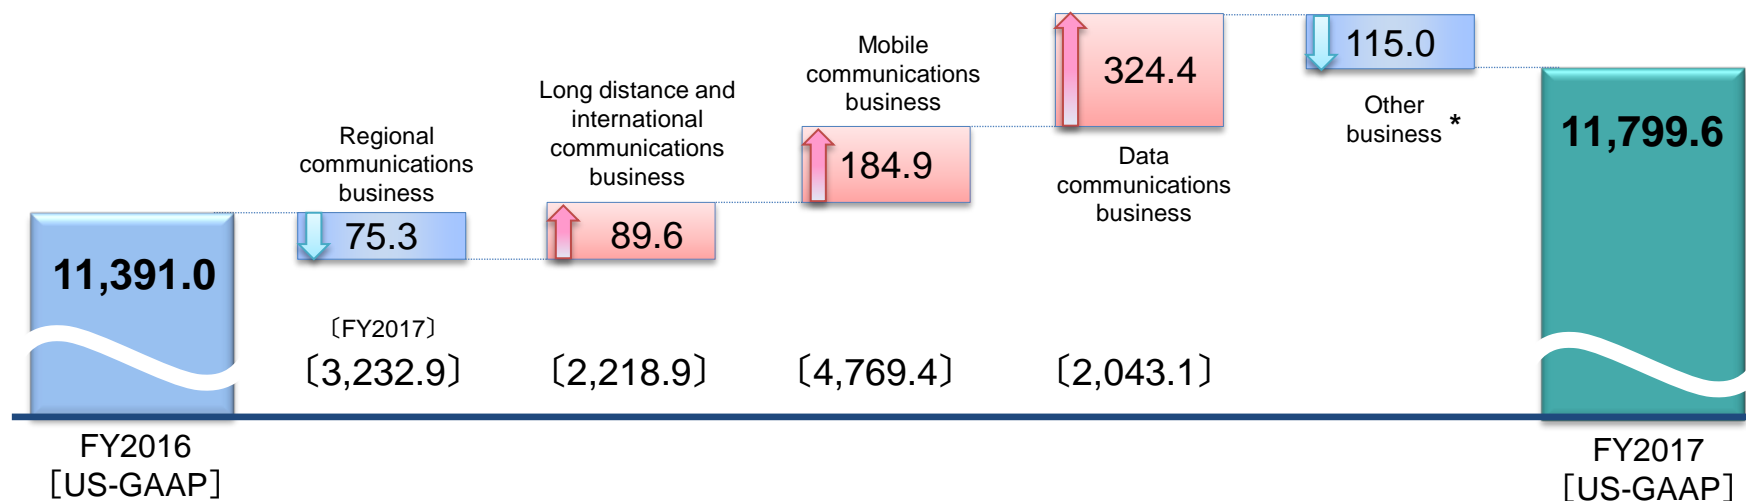 11,391.0
FY2016
［US-GAAP］
Regional
communications
business
75.3
〔FY2017〕
〔3,232.9〕
Long distance and
international
communications
business
89.6
〔2,218.9〕
Mobile
communications
business
184.9
〔4,769.4〕
324.4
Data
communications
business
〔2,043.1〕
115.0
Other
business *
11,799.6
FY2017
［US-GAAP］